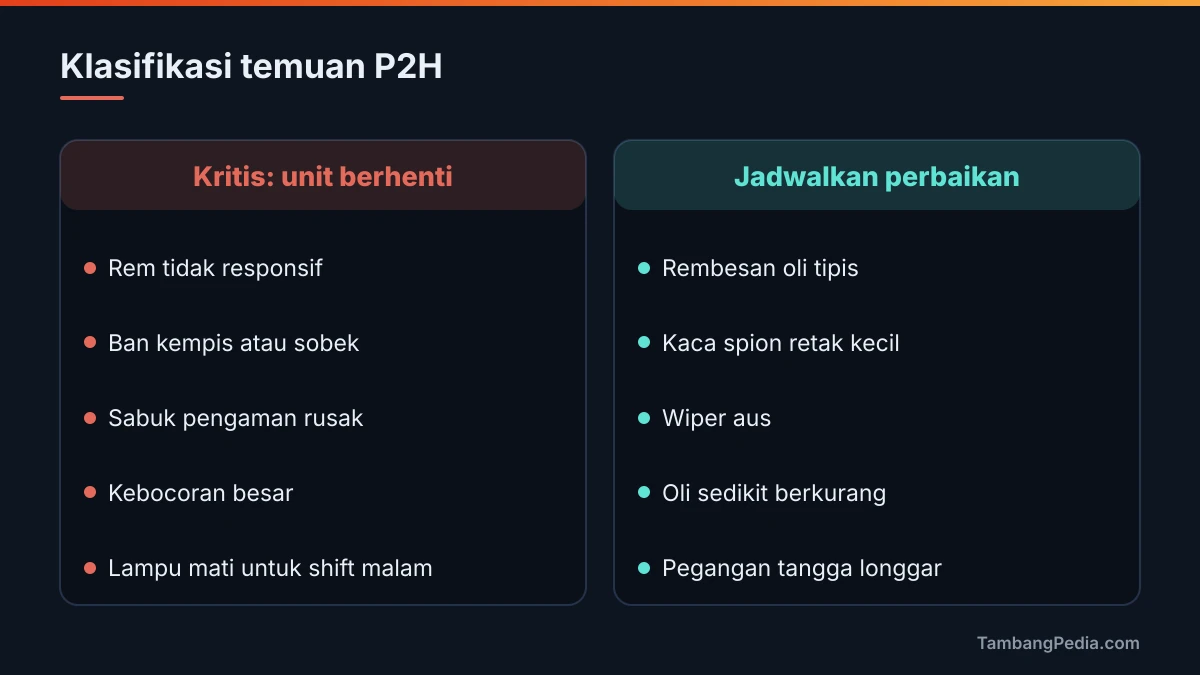 Klasifikasi temuan P2H
Kritis: unit berhenti
Rem tidak responsif
Ban kempis atau sobek
Sabuk pengaman rusak
Kebocoran besar
Lampu mati untuk shift malam
Jadwalkan perbaikan
Rembesan oli tipis
Kaca spion retak kecil
Wiper aus
Oli sedikit berkurang
Pegangan tangga longgar
TambangPedia.com